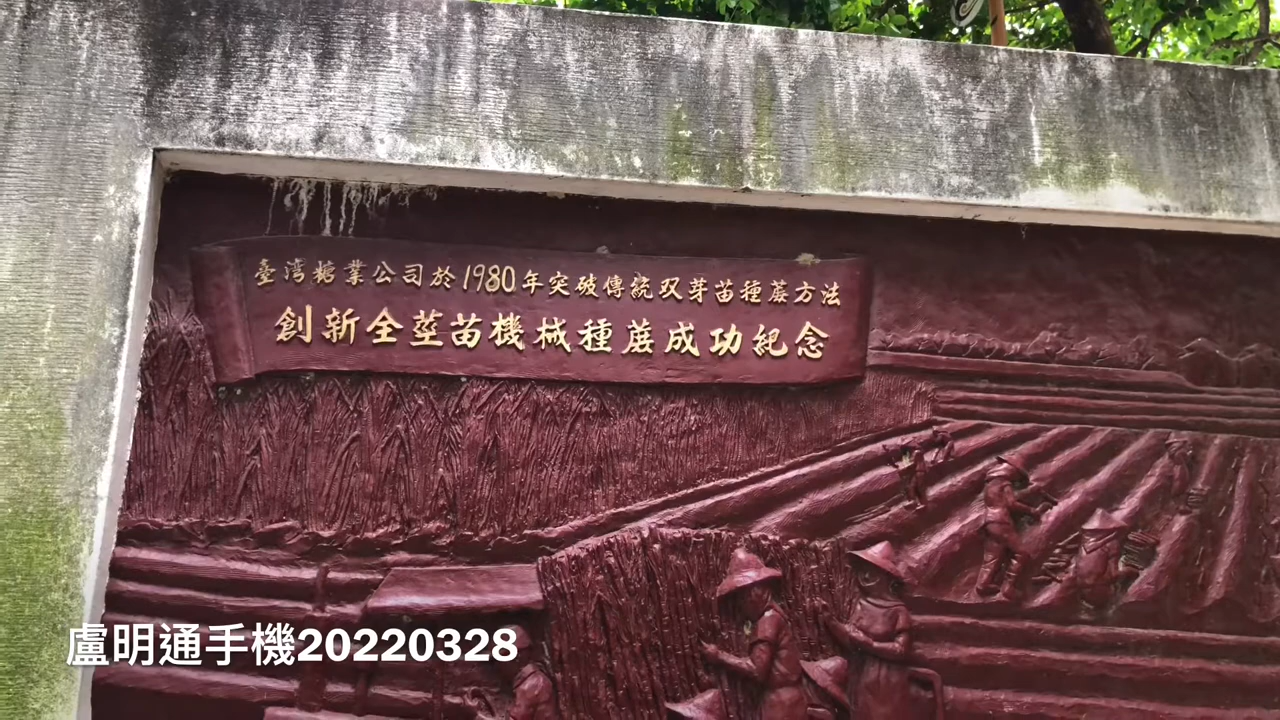 臺湾糖業公司於1980年突破傳統双芽苗種蔗方法
創新全莖苗機械種蔗成功紀念
盧明通手機20220328